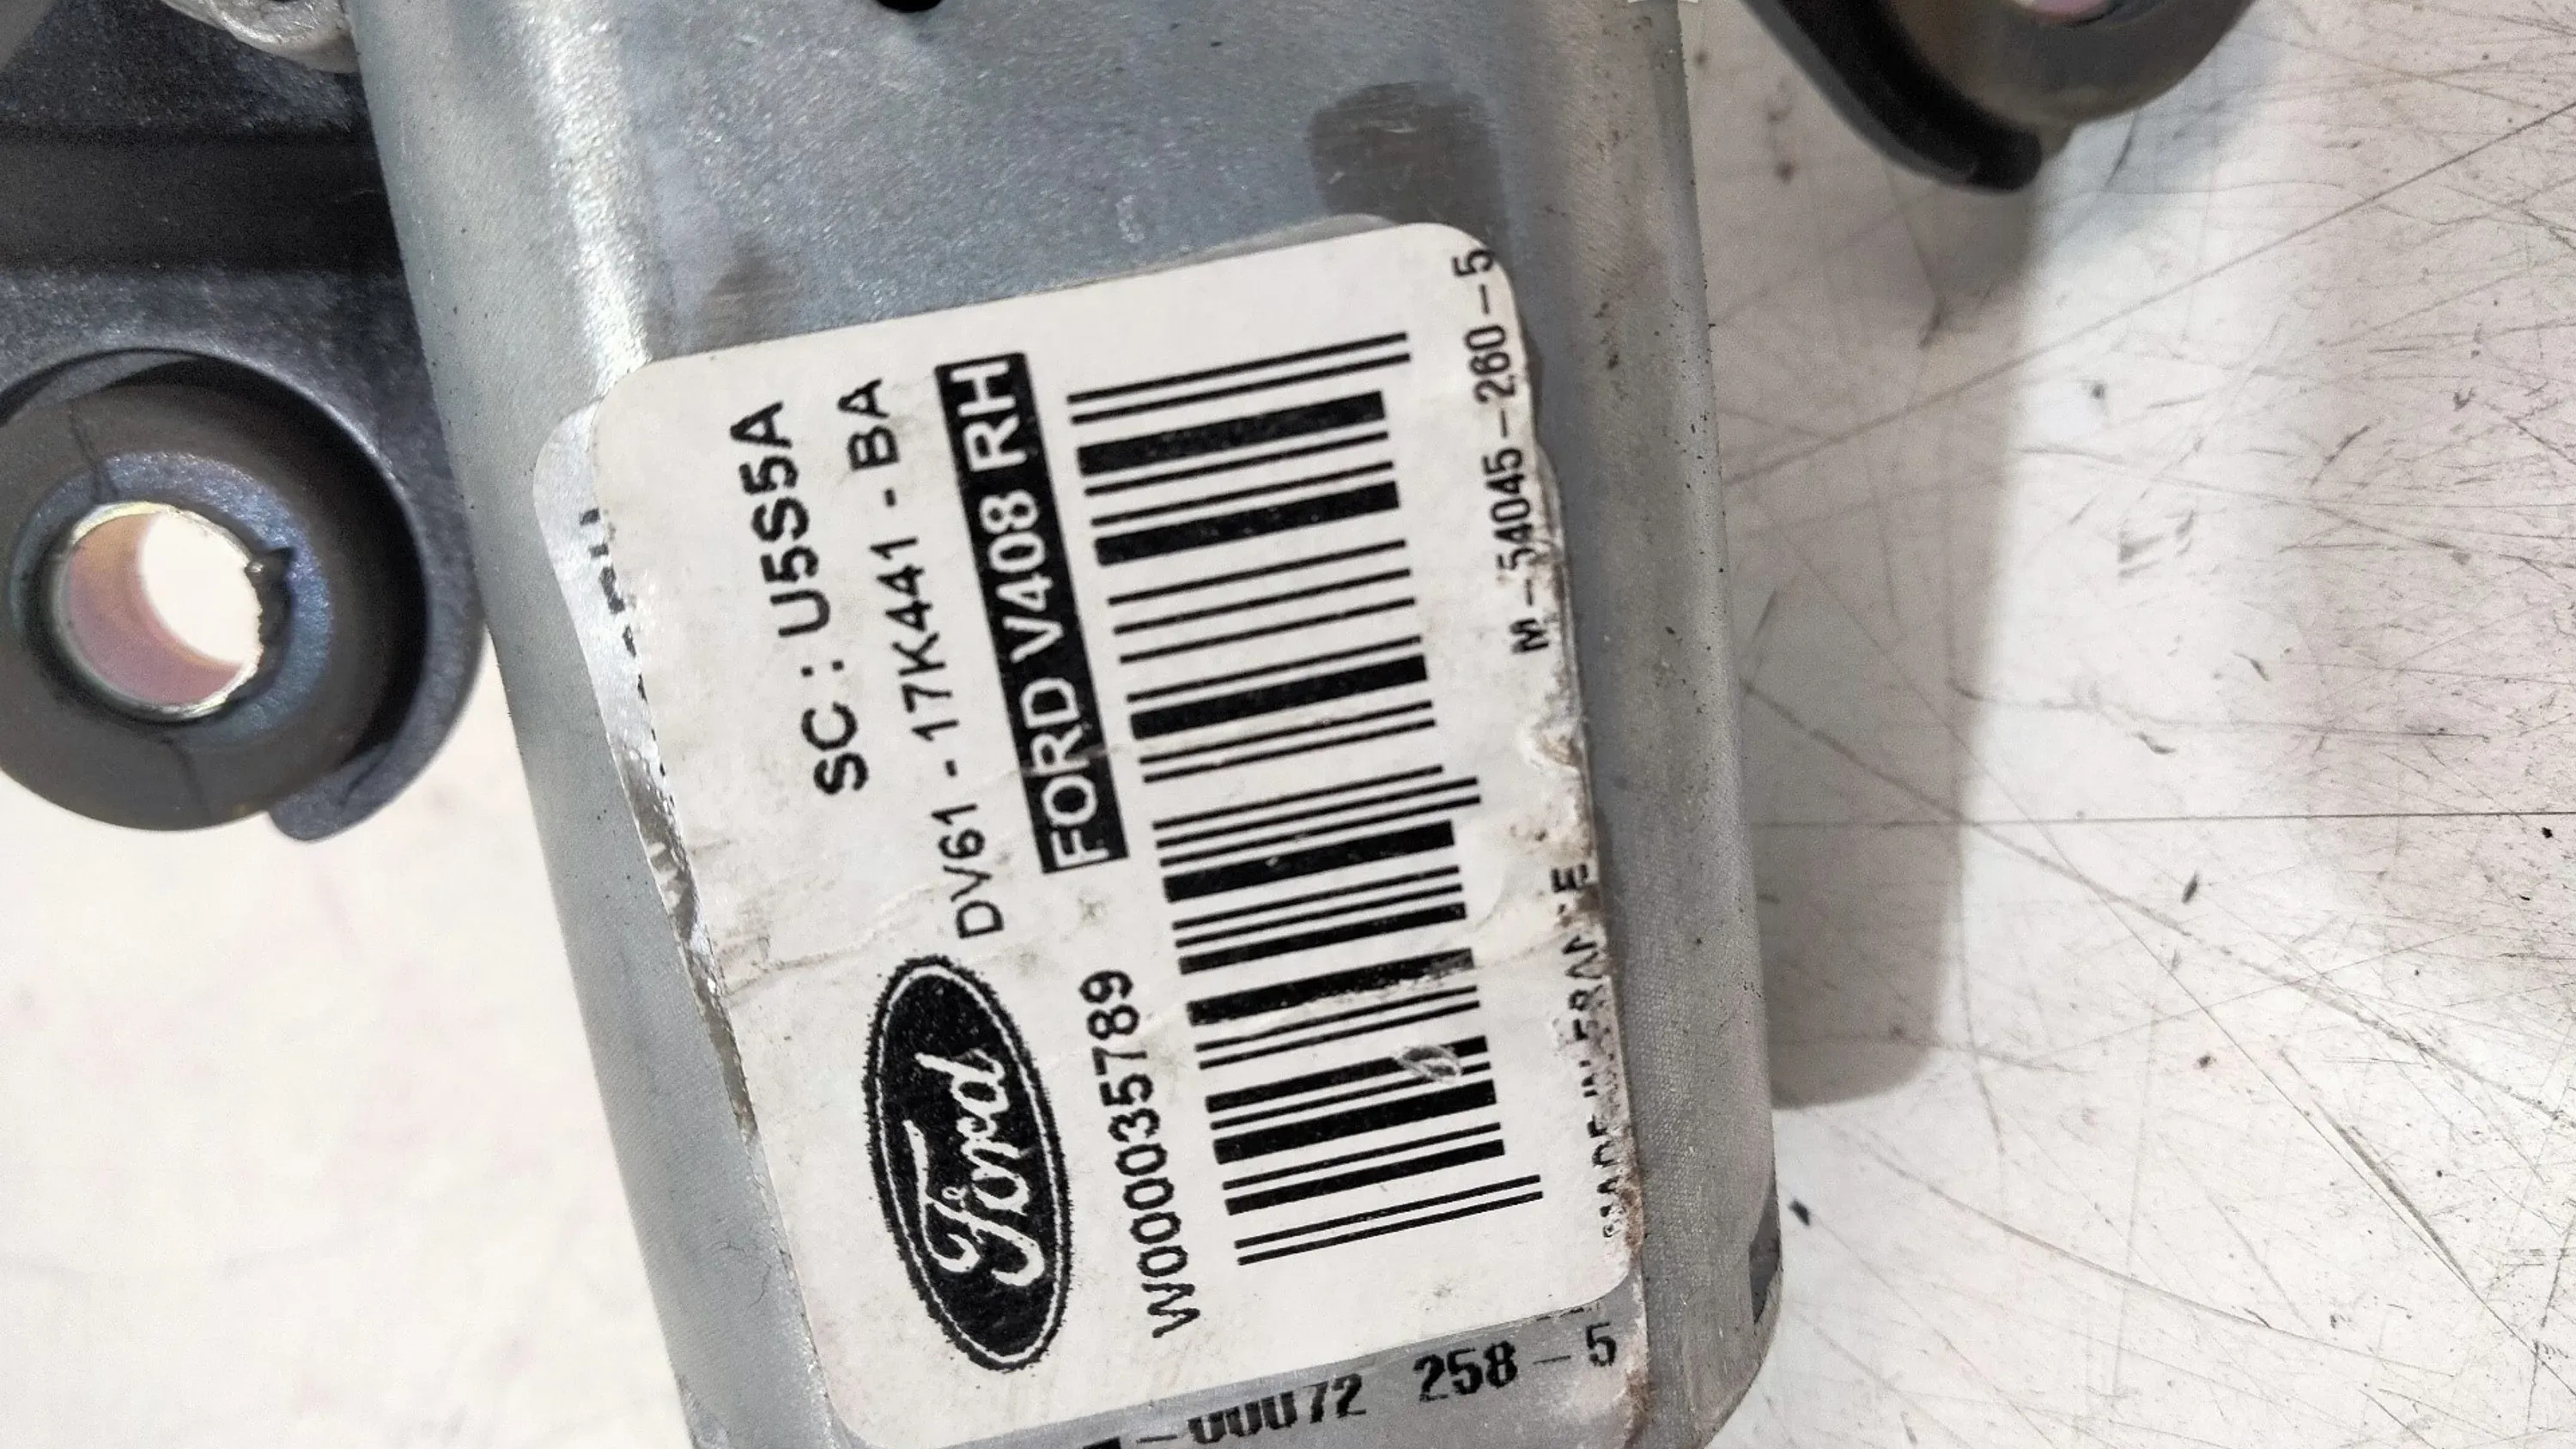 SC : U5S5A
DV61 - 17K441 - BA
FORD V408 RH
Ford
W000035789
M-54045-260-5
258-5